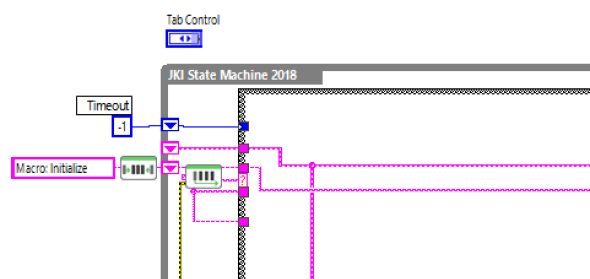 Tab Control
JKI State Machine 2018
Timeout
-1
Macro: Initialize
?